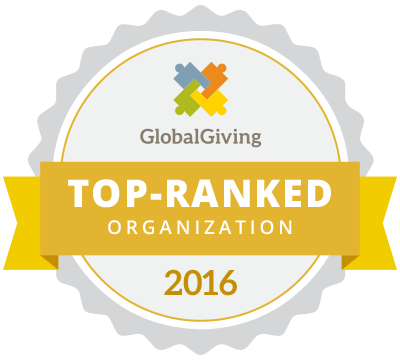 GlobalGiving
TOP-RANKED
ORGANIZATION
2016